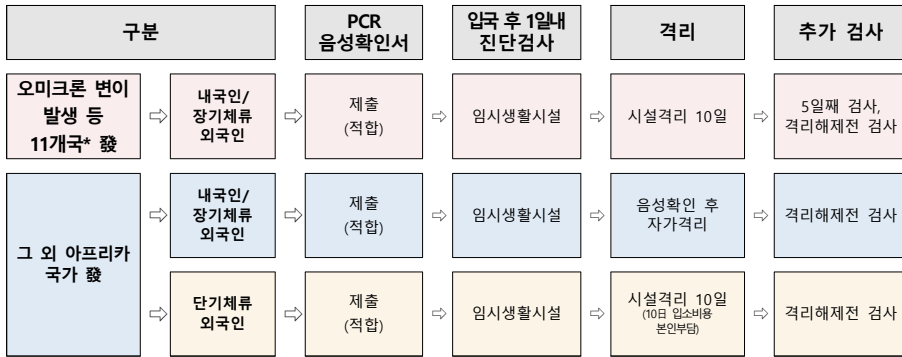 구분
PCR
음성확인서
입국 후 1일내
진단검사
격리
추가 검사
오미크론 변이
발생 등
11개국* 發
⇨
내국인/
장기체류
외국인
⇨
제출
(적합)
⇨
임시생활시설
⇨
시설격리 10일
⇨
5일째 검사,
격리해제전 검사
그 외 아프리카
국가 發
⇨
내국인/
장기체류
외국인
⇨
제출
(적합)
⇨
임시생활시설
⇨
음성확인 후
자가격리
⇨
격리해제전 검사
⇨
단기체류
외국인
⇨
제출
(적합)
⇨
임시생활시설
⇨
시설격리 10일
(10日 입소비용
본인부담)
⇨
격리해제전 검사